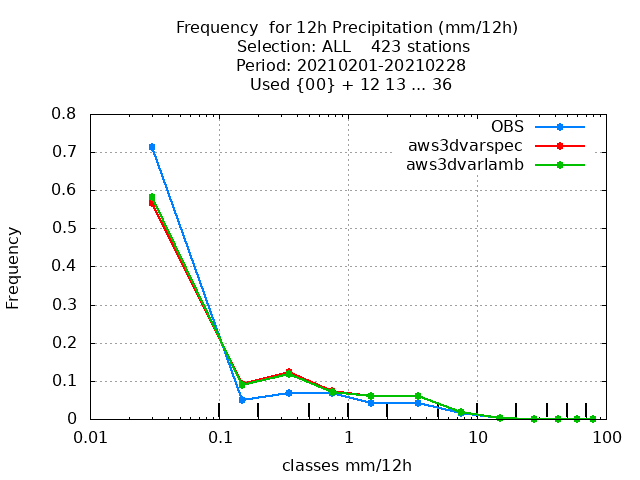 Frequency  for 12h Precipitation (mm/12h)
Selection: ALL    423 stations
Period: 20210201-20210228
Used {00} + 12 13 ... 36
OBS
aws3dvarspec
aws3dvarlamb
Frequency
0.8
0.7
0.6
0.5
0.4
0.3
0.2
0.1
0
0.01 0.1 1 10 100
classes mm/12h